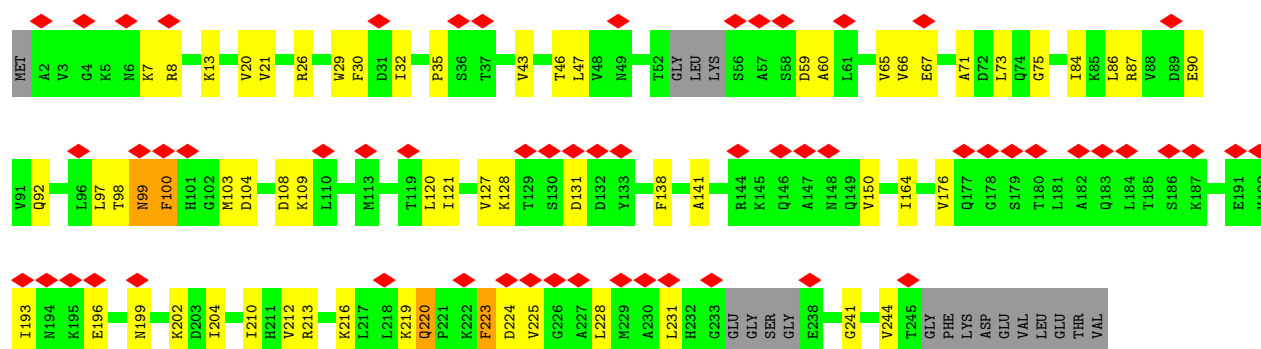 MET A2 V3 G4 K5 N6 K7 R8 K13 V20 V21 R26 W29 F30 D31 I32 P35 S36 T37 V43 T46 L47 V48 N49 T52 GLY LEU LYS S56 A57 S58 D59 A60 L61 V65 V66 E67 A71 D72 L73 Q74 G75 I84 K85 L86 R87 V88 D89 E90
V91 Q92 L96 L97 T98 N99 F100 H101 G102 M103 D104 D108 K109 L110 M113 T119 L120 I121 V127 K128 T129 S130 D131 D132 Y133 F138 A141 R144 K145 Q146 A147 N148 Q149 V150 I164 V176 Q177 G178 S179 T180 L181 A182 Q183 L184 T185 S186 K187 E191
I193 N194 K195 E196 N199 K202 D203 I204 I210 H211 V212 R213 K216 L217 L218 K219 Q220 P221 K222 F223 D224 V225 G226 A227 L228 M229 A230 L231 H232 G233 GLU GLY SER GLY E238 G241 V244 T245 GLY PHE LYS ASP GLU VAL LEU GLU THR VAL